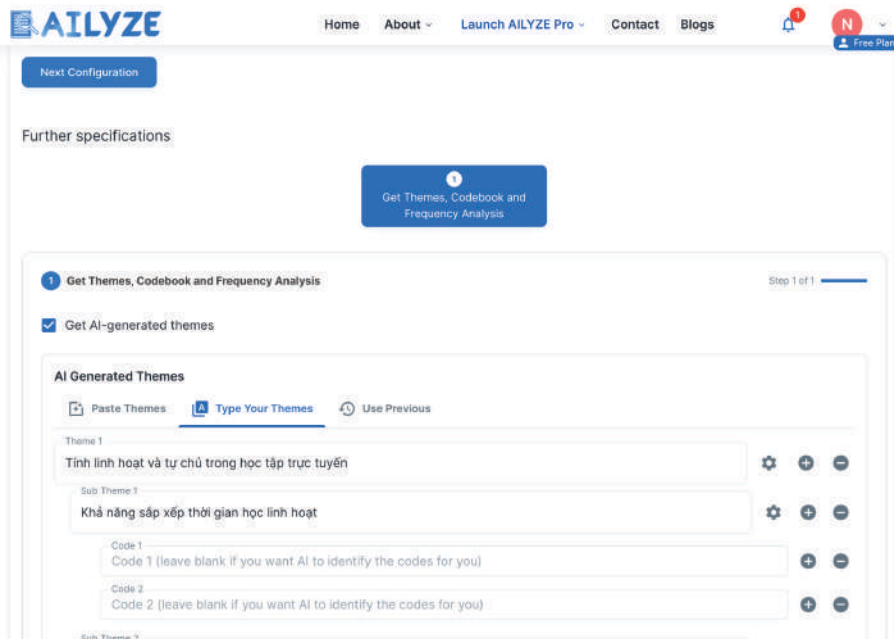 AILYZE
Home About Launch AILYZE Pro Contact Blogs 1 N
Free Plan
Next Configuration
Further specifications
1
Get Themes, Codebook and
Frequency Analysis
1 Get Themes, Codebook and Frequency Analysis Step 1 of 1
Get AI-generated themes
AI Generated Themes
Paste Themes A Type Your Themes Use Previous
Theme 1
Tính linh hoạt và tự chủ trong học tập trực tuyến
Sub Theme 1
Khả năng sắp xếp thời gian học linh hoạt
Code 1
Code 1 (leave blank if you want AI to identify the codes for you)
Code 2
Code 2 (leave blank if you want AI to identify the codes for you)
Sub Theme 2